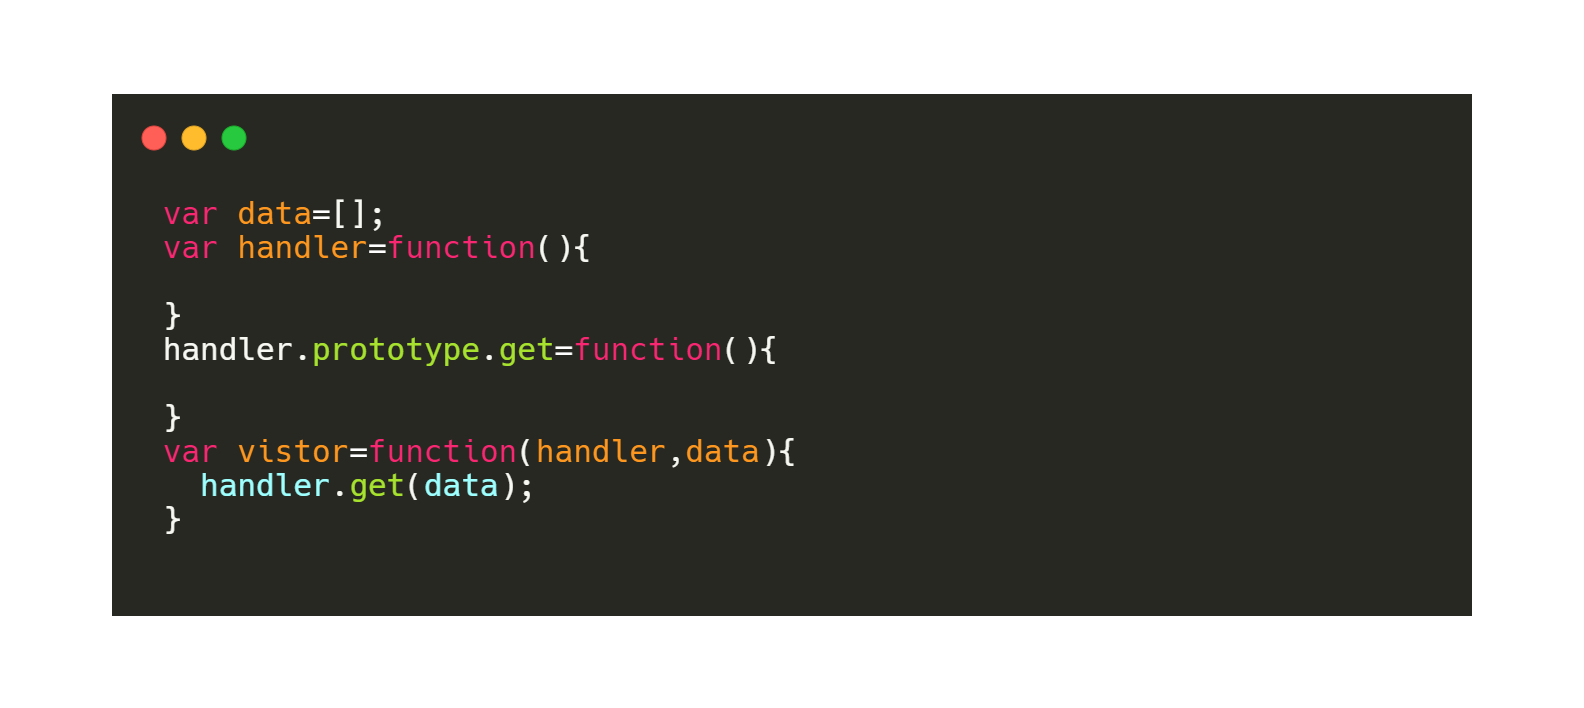 var data=[];
var handler=function(){
}
handler.prototype.get=function(){
}
var vistor=function(handler,data){
  handler.get(data);
}